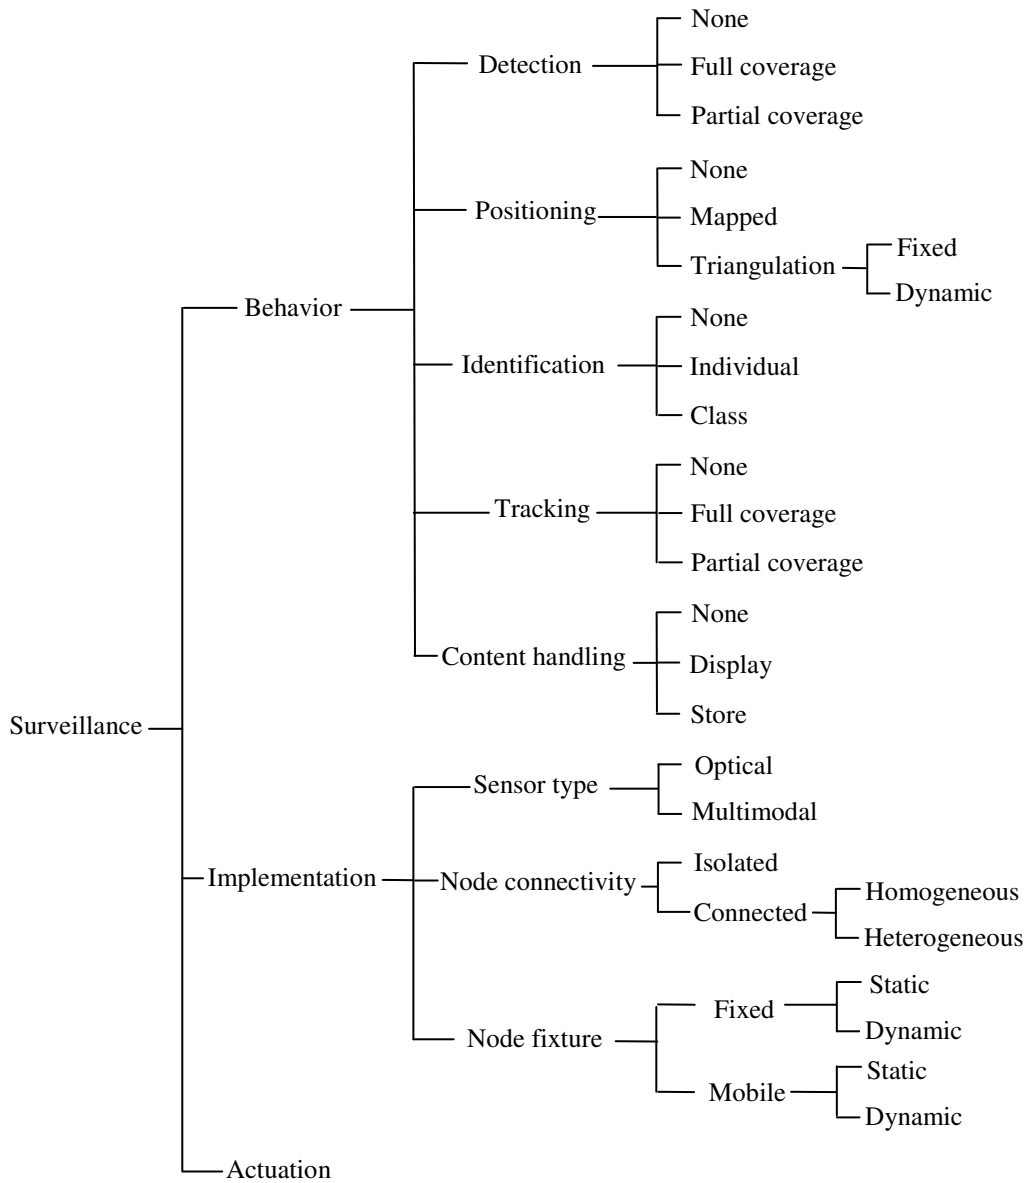 None
Detection
Full coverage
Partial coverage
None
Positioning
Mapped
Triangulation
Fixed
Dynamic
Behavior
None
Identification
Individual
Class
None
Tracking
Full coverage
Partial coverage
None
Content handling
Display
Store
Surveillance
Optical
Sensor type
Multimodal
Isolated
Implementation
Node connectivity
Connected
Homogeneous
Heterogeneous
Static
Fixed
Dynamic
Node fixture
Static
Mobile
Dynamic
Actuation